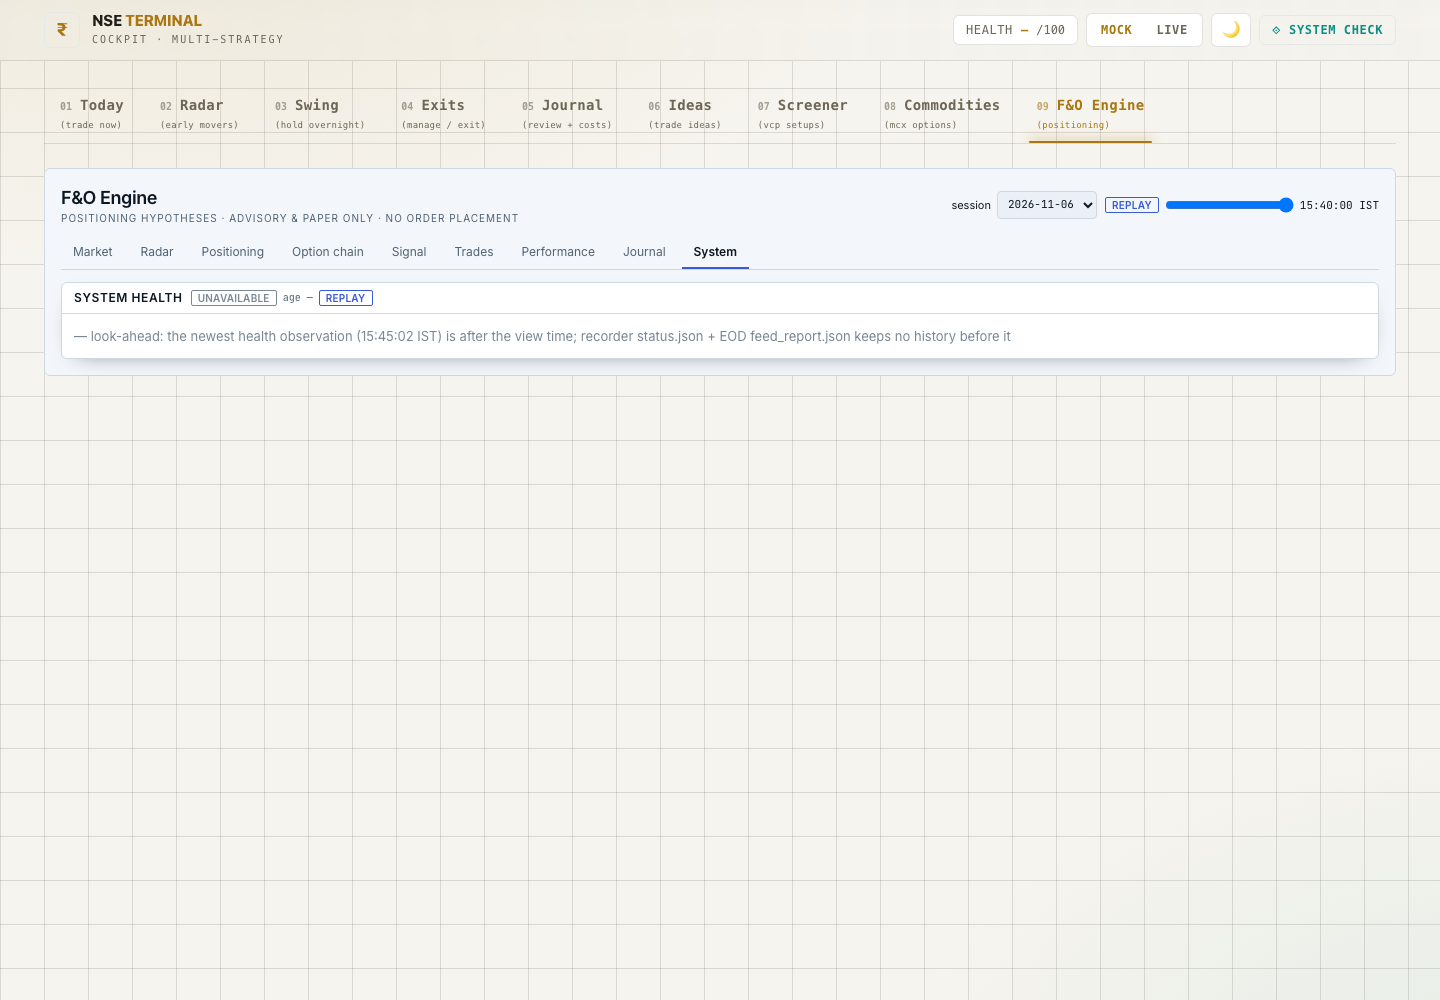 ₹
NSE TERMINAL
COCKPIT · MULTI-STRATEGY
HEALTH — /100
MOCK LIVE
🌙
⟐ SYSTEM CHECK
01 Today
(trade now)
02 Radar
(early movers)
03 Swing
(hold overnight)
04 Exits
(manage / exit)
05 Journal
(review + costs)
06 Ideas
(trade ideas)
07 Screener
(vcp setups)
08 Commodities
(mcx options)
09 F&O Engine
(positioning)
F&O Engine
POSITIONING HYPOTHESES · ADVISORY & PAPER ONLY · NO ORDER PLACEMENT
session 2026-11-06 REPLAY 15:40:00 IST
Market Radar Positioning Option chain Signal Trades Performance Journal System
SYSTEM HEALTH UNAVAILABLE age — REPLAY
— look-ahead: the newest health observation (15:45:02 IST) is after the view time; recorder status.json + EOD feed_report.json keeps no history before it